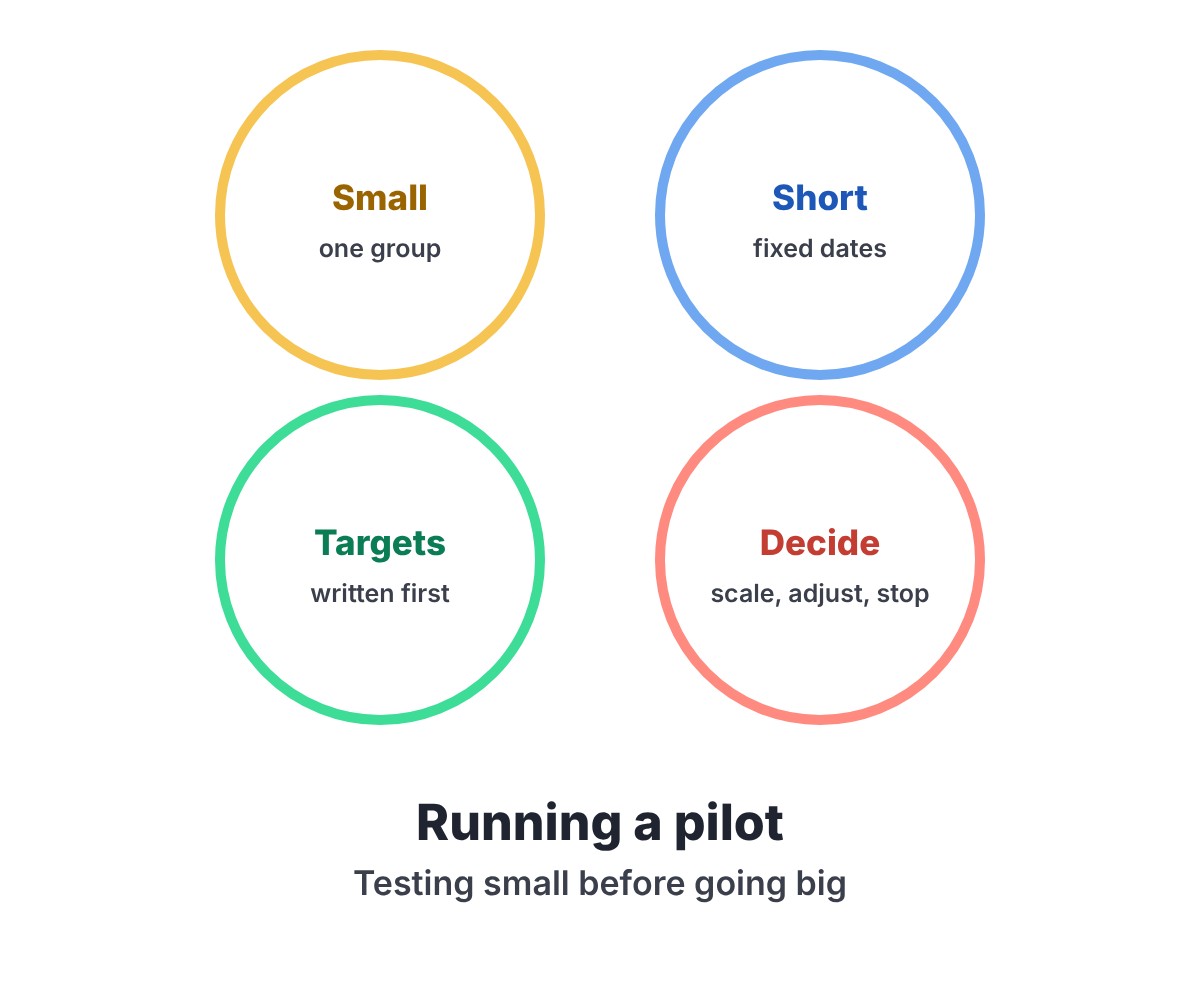 Small
one group
Short
fixed dates
Targets
written first
Decide
scale, adjust, stop
Running a pilot
Testing small before going big